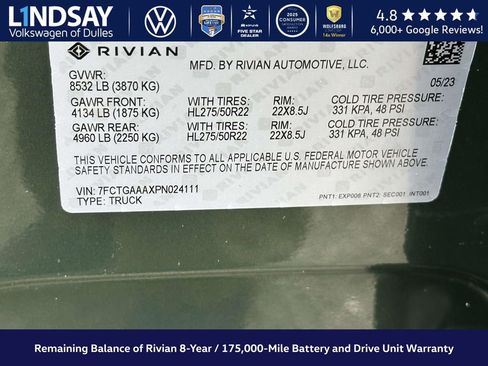 LINDSAY
Volkswagen of Dulles
2025
CONSUMER
FIVE STAR
DEALER
WOLFSBURG
14x Winner
4.8 ★★★★★
6,000+ Google Reviews!
RIVIAN
MFD. BY RIVIAN AUTOMOTIVE, LLC.
GVWR:
8532 LB (3870 KG)
05/23
GAWR FRONT: WITH TIRES: RIM: COLD TIRE PRESSURE:
4134 LB (1875 KG) HL275/50R22 22X8.5J 331 KPA, 48 PSI
GAWR REAR: WITH TIRES: RIM: COLD TIRE PRESSURE:
4960 LB (2250 KG) HL275/50R22 22X8.5J 331 KPA, 48 PSI
THIS VEHICLE CONFORMS TO ALL APPLICABLE U.S. FEDERAL MOTOR VEHICLE
SAFETY STANDARDS IN EFFECT ON THE DATE OF MANUFACTURE SHOWN ABOVE.
VIN: 7FCTGAAAXPN024111
TYPE: TRUCK
PNT1: EXP006 PNT2: SEC001 INT001
Remaining Balance of Rivian 8-Year / 175,000-Mile Battery and Drive Unit Warranty